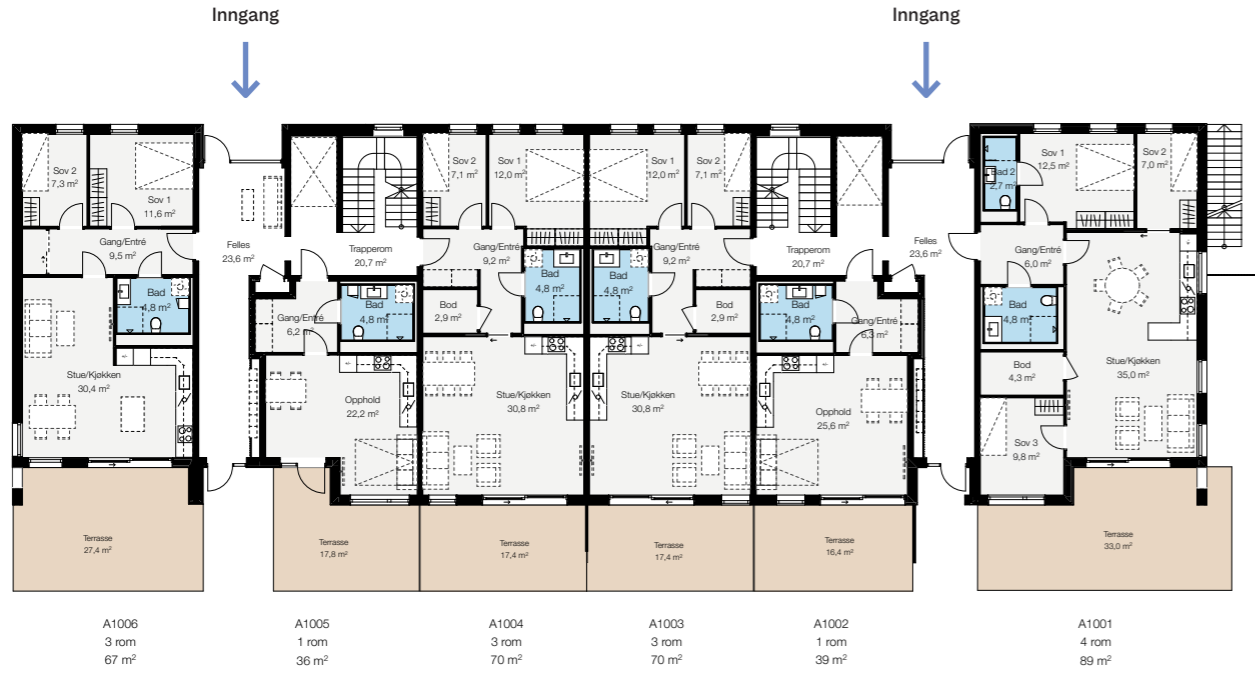 Inngang
Inngang
Sov 2
7,3 m²
Sov 1
11,6 m²
Gang/Entré
9,5 m²
Bad
4,8 m²
Stue/Kjøkken
30,4 m²
Terrasse
27,4 m²
Felles
23,6 m²
Trapperom
20,7 m²
Gang/Entré
6,2 m²
Bad
4,8 m²
Opphold
22,2 m²
Terrasse
17,8 m²
Sov 2
7,1 m²
Sov 1
12,0 m²
Gang/Entré
9,2 m²
Bad
4,8 m²
Bod
2,9 m²
Stue/Kjøkken
30,8 m²
Terrasse
17,4 m²
Sov 1
12,0 m²
Sov 2
7,1 m²
Gang/Entré
9,2 m²
Bad
4,8 m²
Bod
2,9 m²
Stue/Kjøkken
30,8 m²
Terrasse
17,4 m²
Trapperom
20,7 m²
Felles
23,6 m²
Bad
4,8 m²
Gang/Entré
6,3 m²
Opphold
25,6 m²
Terrasse
16,4 m²
Bad 2
2,7 m²
Sov 1
12,5 m²
Sov 2
7,0 m²
Gang/Entré
6,0 m²
Bad
4,8 m²
Bod
4,3 m²
Stue/Kjøkken
35,0 m²
Sov 3
9,8 m²
Terrasse
33,0 m²
A1006
3 rom
67 m²
A1005
1 rom
36 m²
A1004
3 rom
70 m²
A1003
3 rom
70 m²
A1002
1 rom
39 m²
A1001
4 rom
89 m²